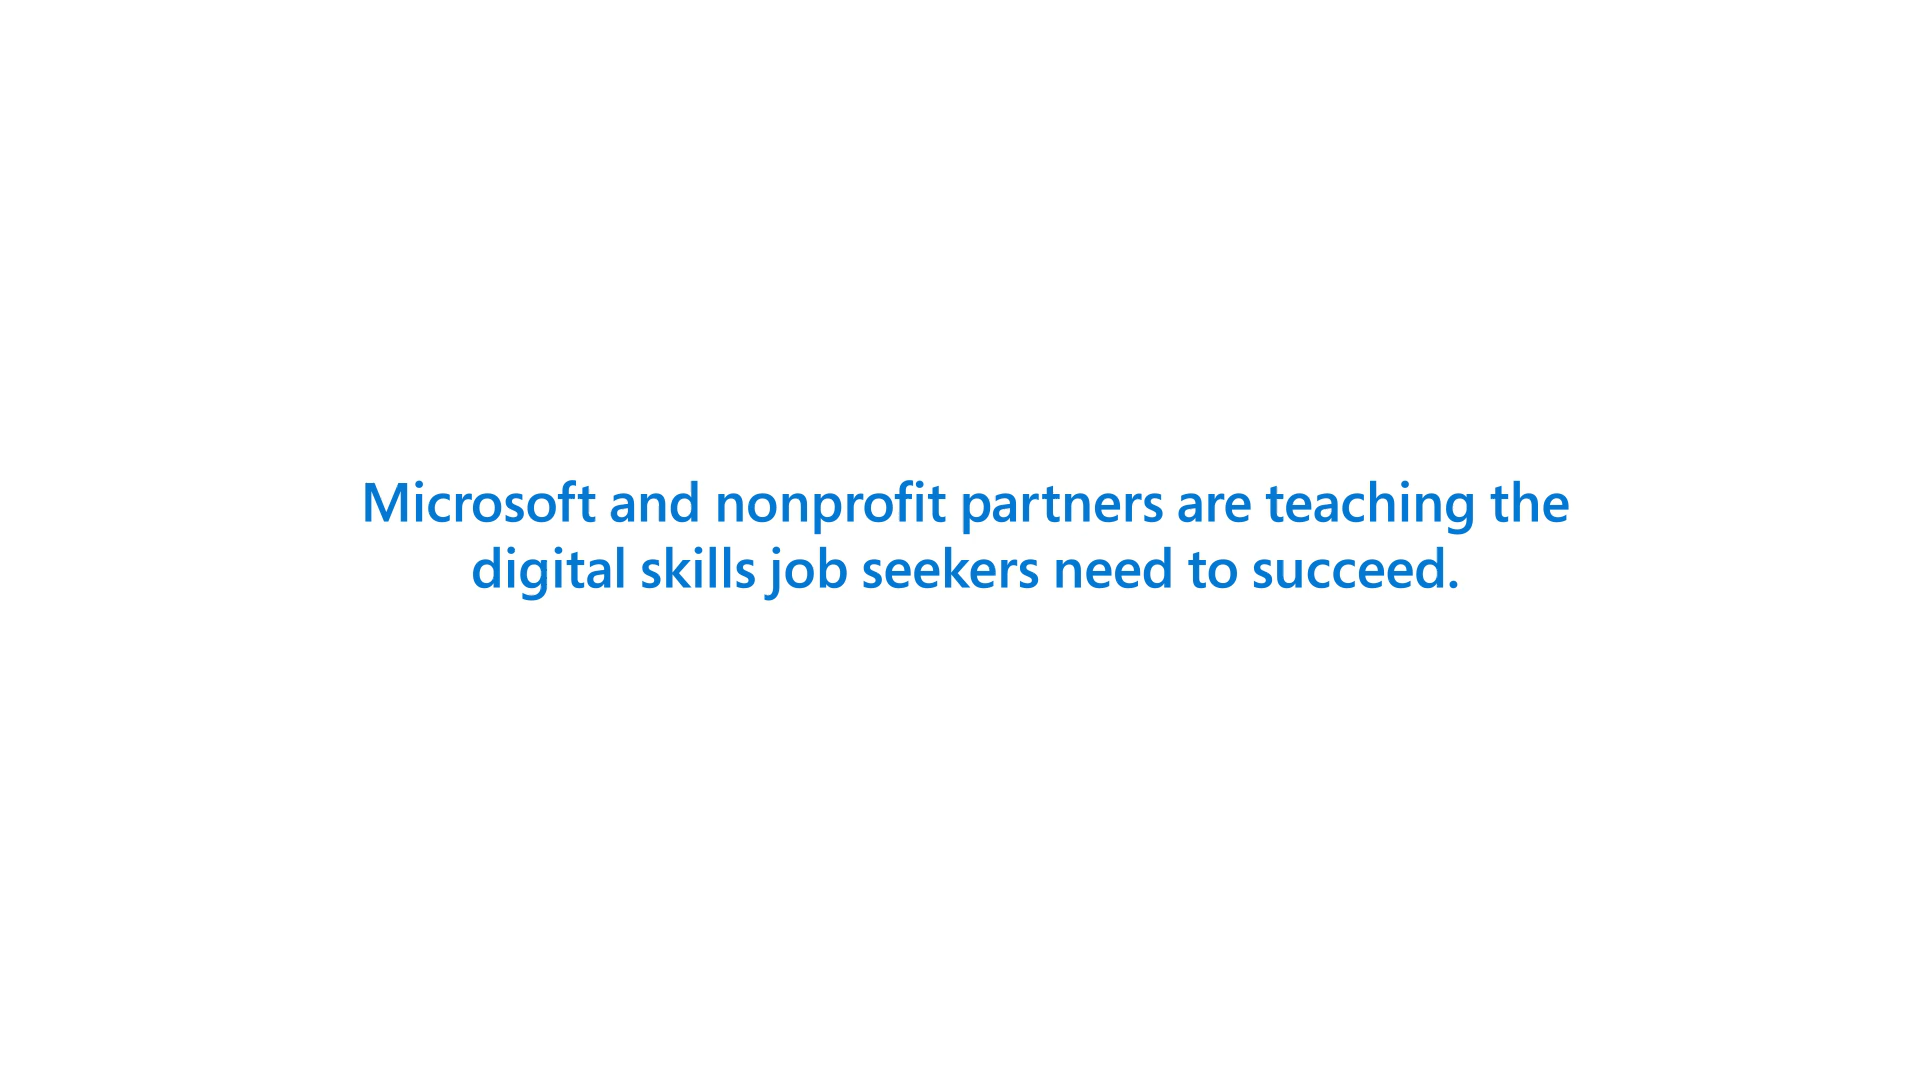 Microsoft and nonprofit partners are teaching the
digital skills job seekers need to succeed.